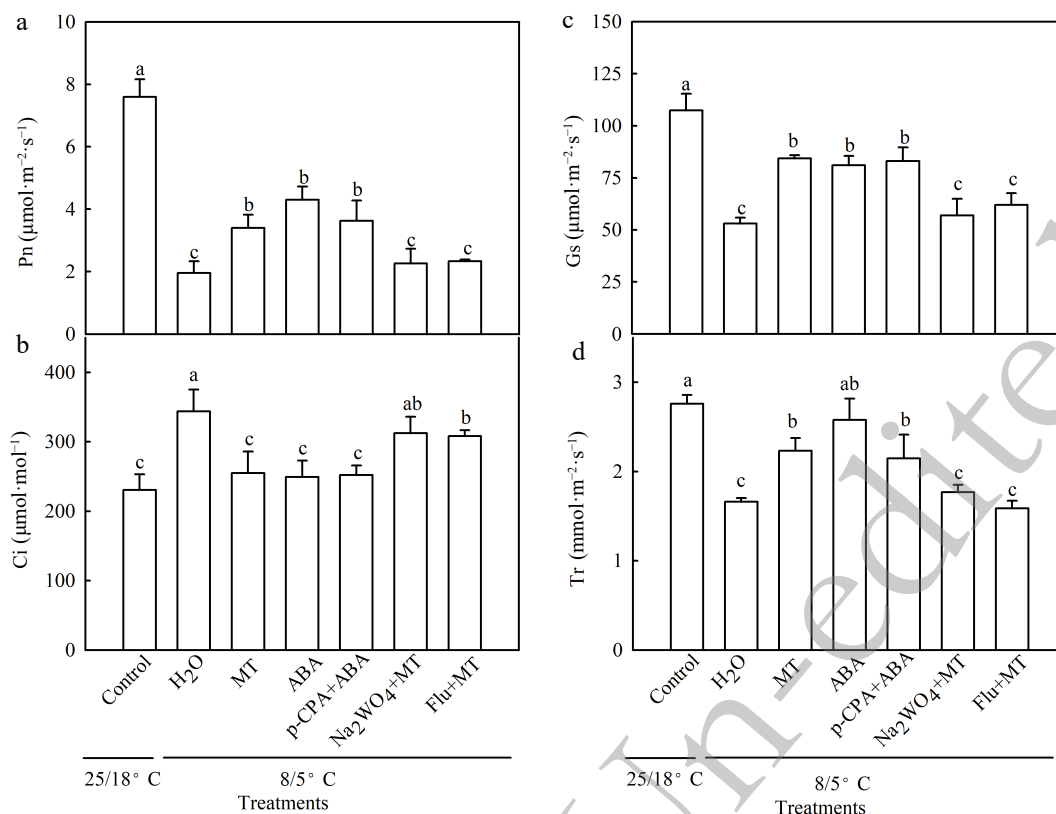 a
10
8
6
4
2
0
Pn (μmol·m⁻²·s⁻¹)
a
c
b
b
b
c
c
b
400
300
200
100
0
Ci (μmol·mol⁻¹)
c
a
c
c
c
ab
b
Control
H₂O
MT
ABA
p-CPA+ABA
Na₂WO₄+MT
Flu+MT
25/18° C
8/5° C
Treatments
c
150
125
100
75
50
25
0
Gs (μmol·m⁻²·s⁻¹)
a
c
b
b
b
c
c
d
3
2
1
0
Tr (mmol·m⁻²·s⁻¹)
a
c
b
ab
b
c
c
Control
H₂O
MT
ABA
p-CPA+ABA
Na₂WO₄+MT
Flu+MT
25/18° C
8/5° C
Treatments
Un-edite